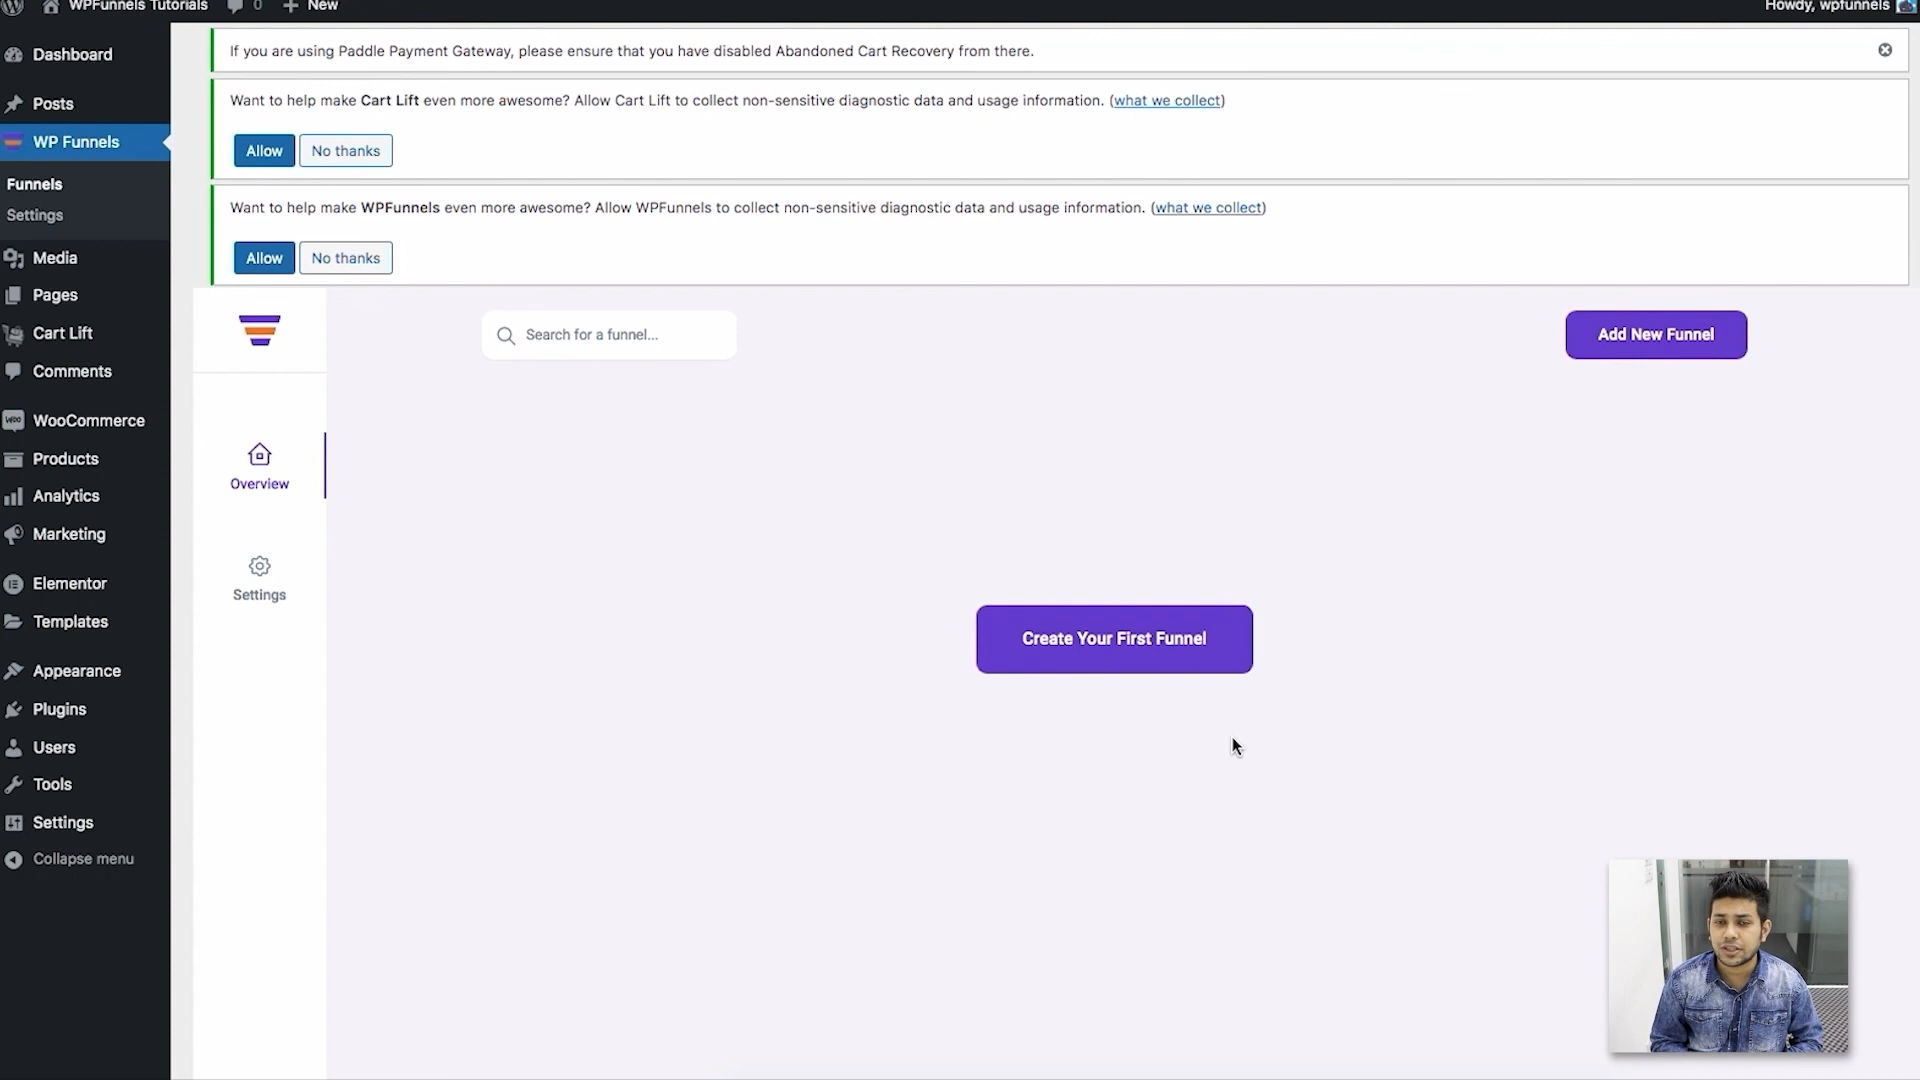 WPFunnels Tutorials
0
New
Howdy, wpfunnels
Dashboard
Posts
WP Funnels
Funnels
Settings
Media
Pages
Cart Lift
Comments
WooCommerce
Products
Analytics
Marketing
Elementor
Templates
Appearance
Plugins
Users
Tools
Settings
Collapse menu
If you are using Paddle Payment Gateway, please ensure that you have disabled Abandoned Cart Recovery from there.
Want to help make Cart Lift even more awesome? Allow Cart Lift to collect non-sensitive diagnostic data and usage information. (what we collect)
Allow
No thanks
Want to help make WPFunnels even more awesome? Allow WPFunnels to collect non-sensitive diagnostic data and usage information. (what we collect)
Allow
No thanks
Search for a funnel...
Add New Funnel
Overview
Settings
Create Your First Funnel